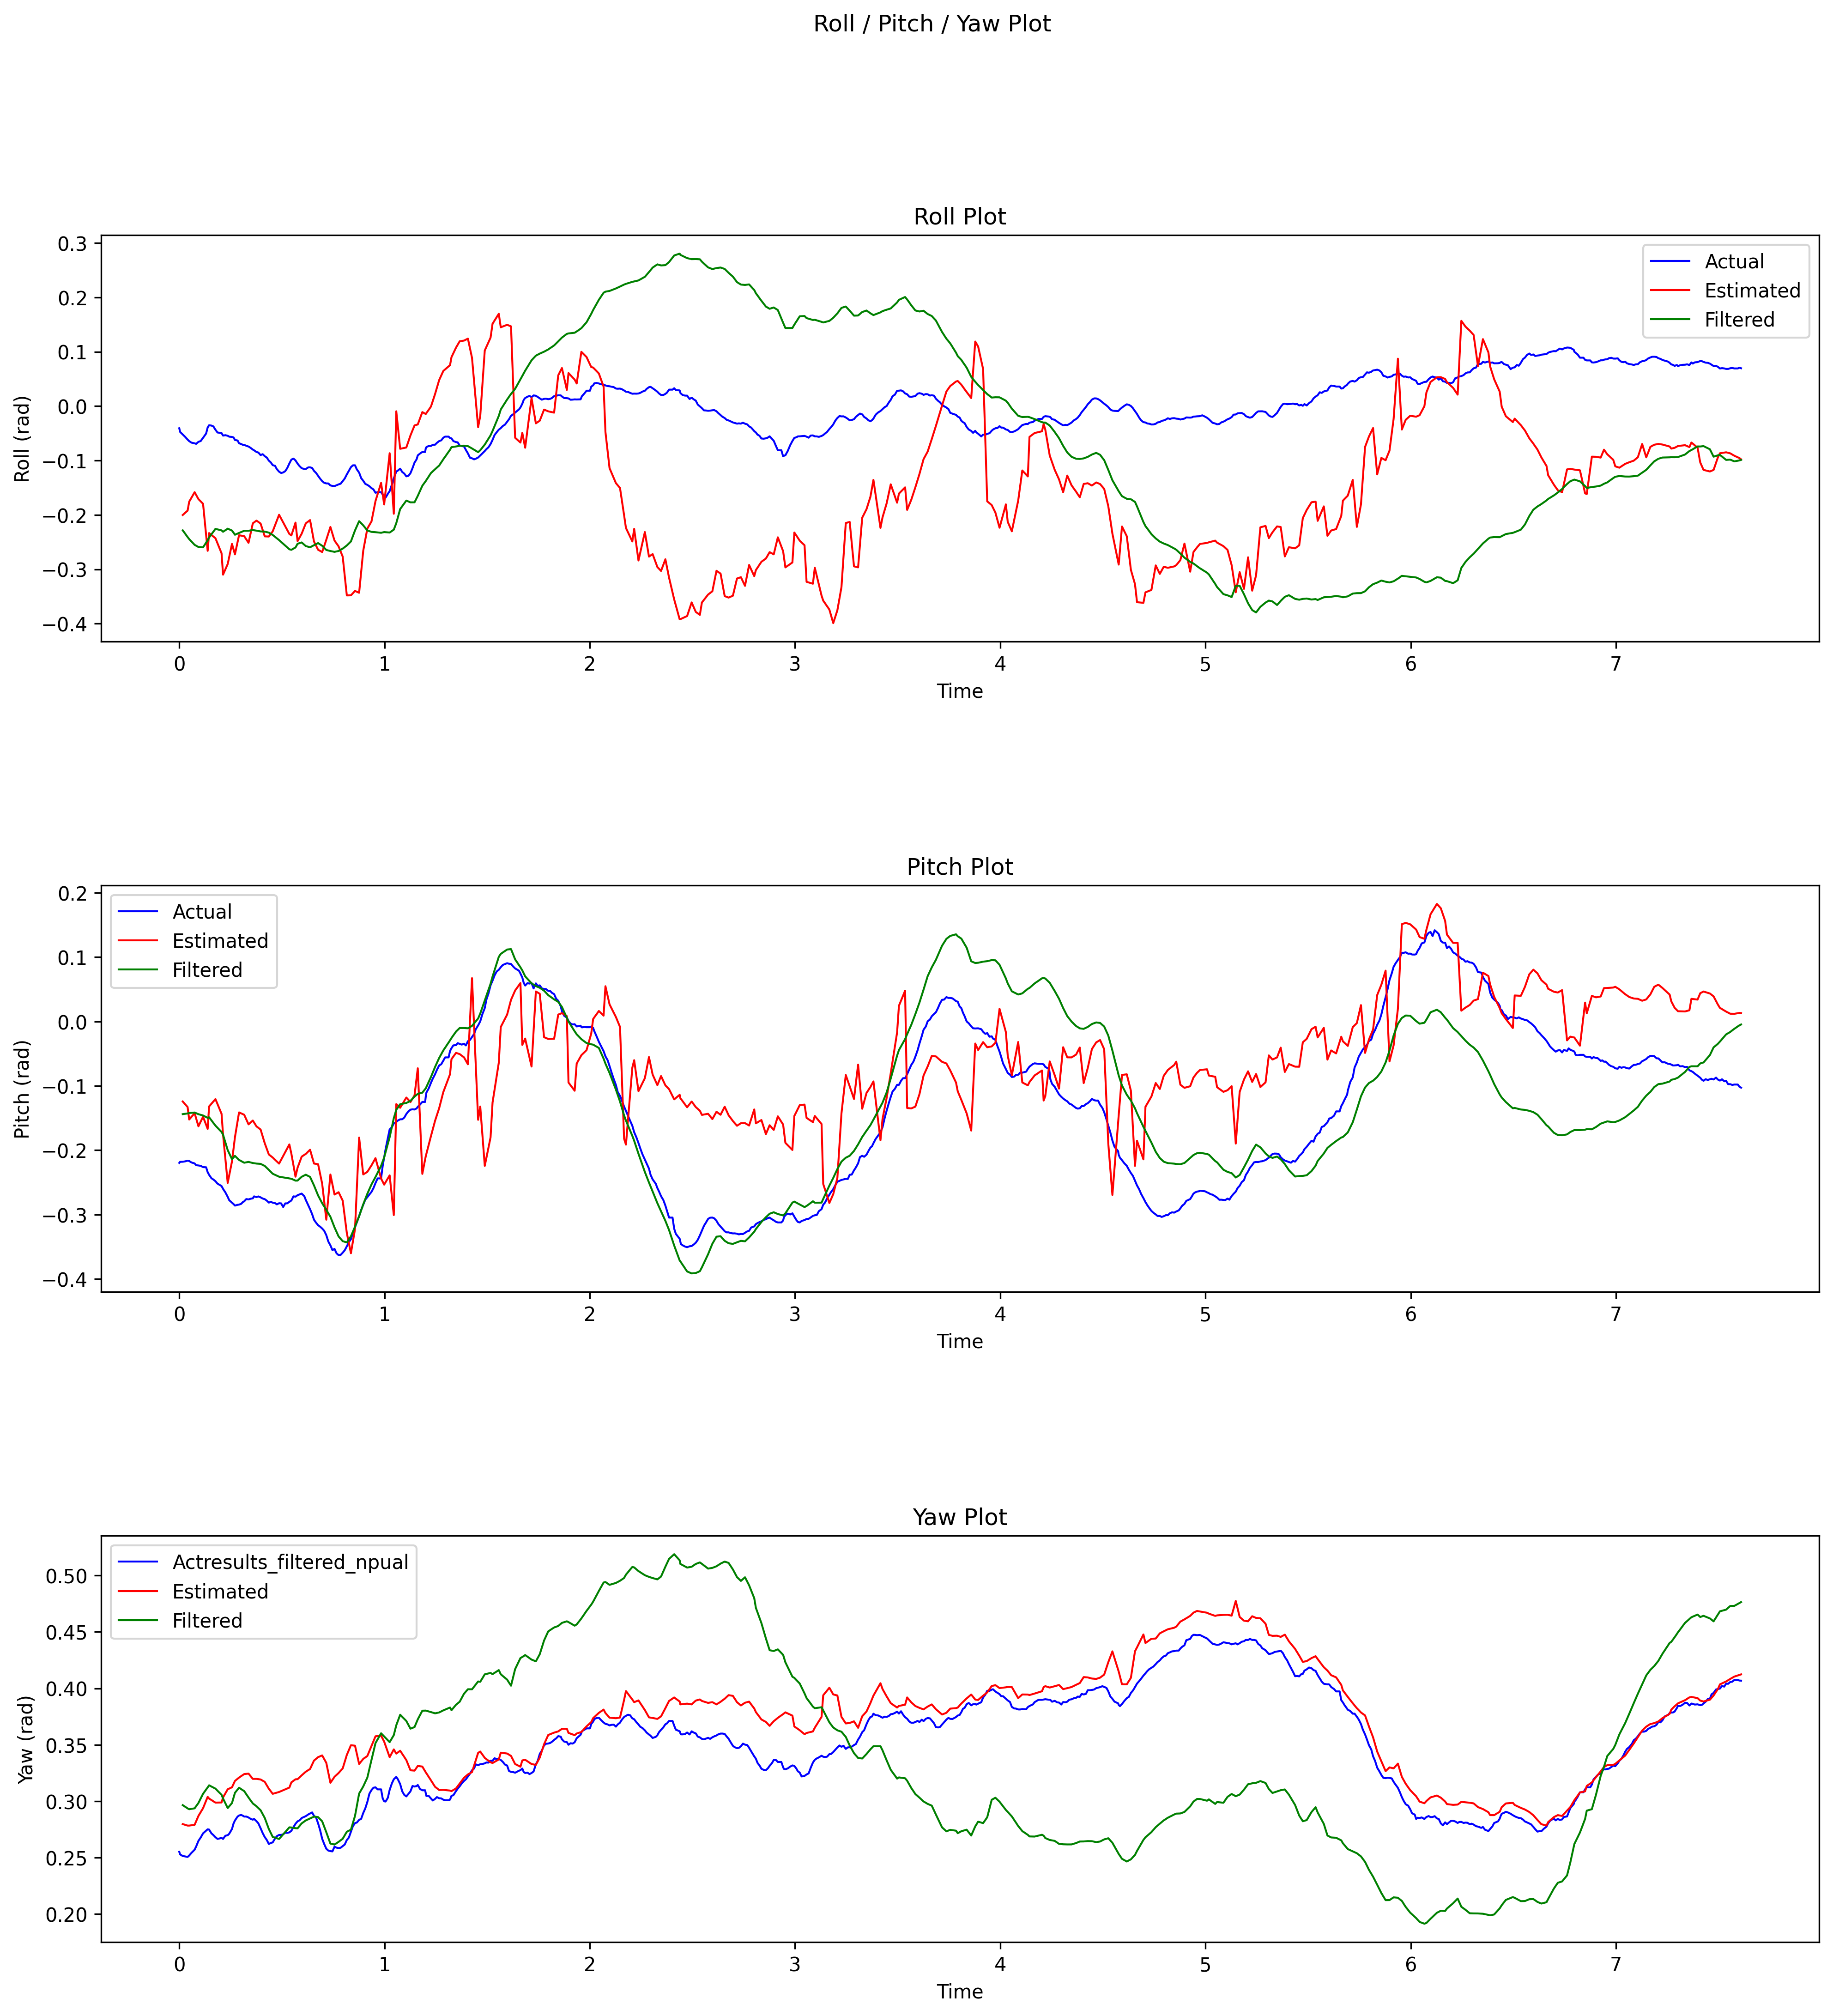 Roll / Pitch / Yaw Plot
Roll Plot
0.3
0.2
0.1
0.0
−0.1
−0.2
−0.3
−0.4
Roll (rad)
Actual
Estimated
Filtered
0 1 2 3 4 5 6 7
Time
Pitch Plot
0.2
0.1
0.0
−0.1
−0.2
−0.3
−0.4
Pitch (rad)
Actual
Estimated
Filtered
0 1 2 3 4 5 6 7
Time
Yaw Plot
0.50
0.45
0.40
0.35
0.30
0.25
0.20
Yaw (rad)
Actresults_filtered_npual
Estimated
Filtered
0 1 2 3 4 5 6 7
Time